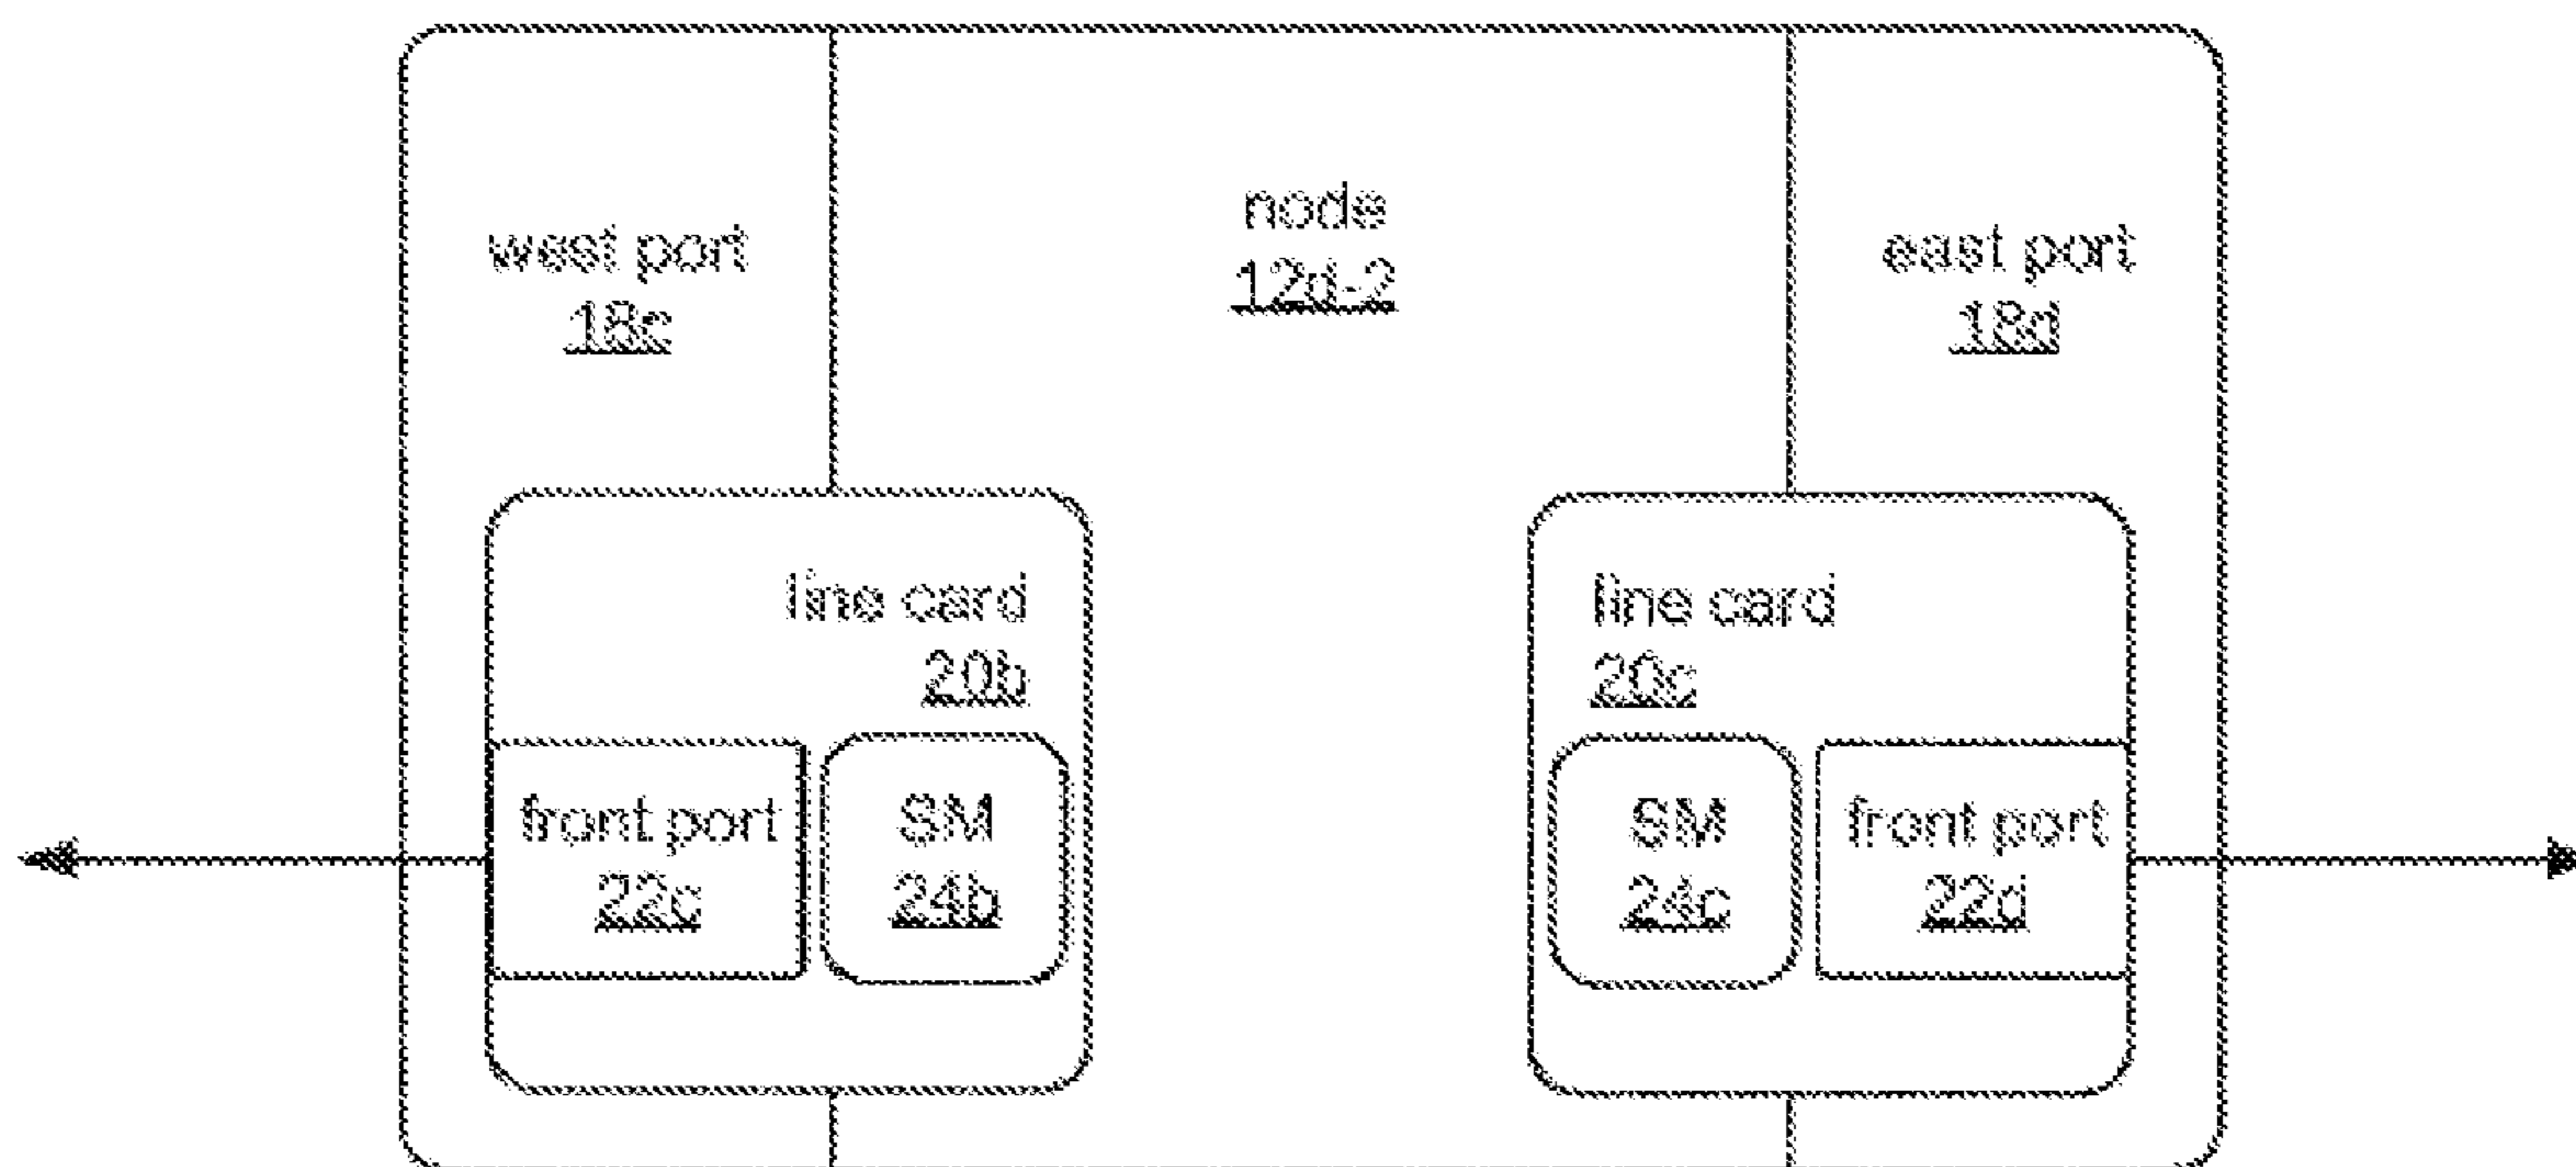 node
12d-2
west port
18c
east port
18d
line card
20b
line card
20c
front port
22c
SM
24b
SM
24c
front port
22d